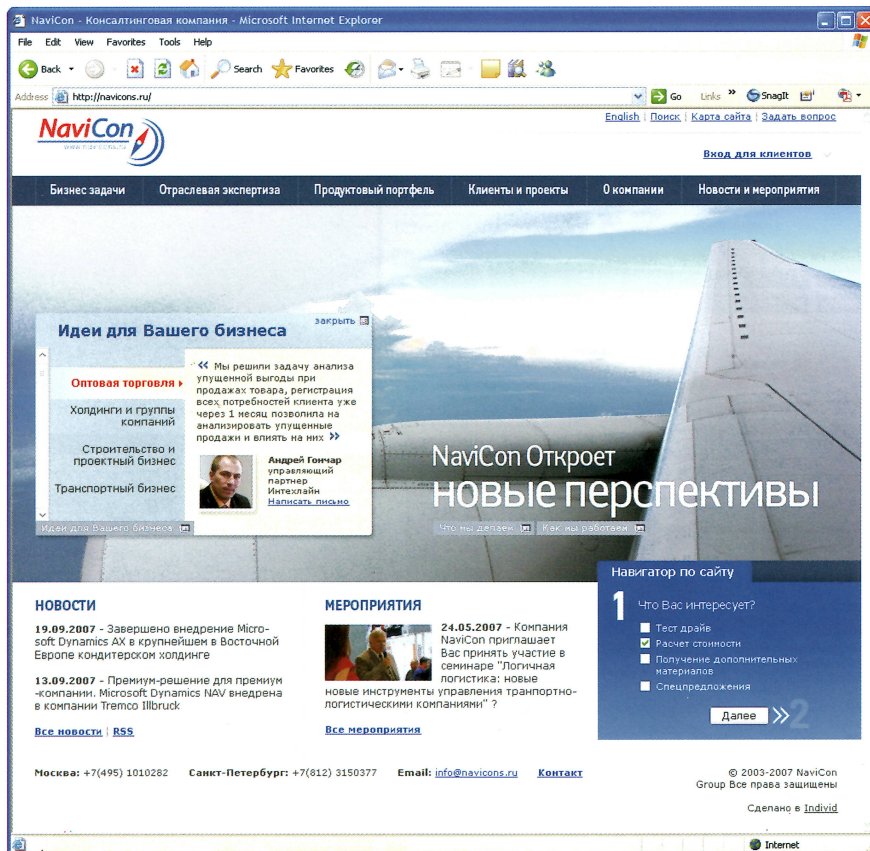 NaviCon - Консалтинговая компания - Microsoft Internet Explorer
File Edit View Favorites Tools Help
Back Search Favorites
Address http://navicons.ru/ Go Links » SnagIt
English | Поиск | Карта сайта | Задать вопрос
NaviCon
www.navicons.ru
Вход для клиентов
Бизнес задачи Отраслевая экспертиза Продуктовый портфель Клиенты и проекты О компании Новости и мероприятия
закрыть
Идеи для Вашего бизнеса
Оптовая торговля
Холдинги и группы
компаний
Строительство и
проектный бизнес
Транспортный бизнес
« Мы решили задачу анализа
упущенной выгоды при
продажах товара, регистрация
всех потребностей клиента уже
через 1 месяц позволила на
анализировать упущенные
продажи и влиять на них »
Андрей Гончар
управляющий
партнер
Интехлайн
Написать письмо
Идеи для Вашего бизнеса
NaviCon Откроет
новые перспективы
Что мы делаем Как мы работаем
Навигатор по сайту
1 Что Вас интересует?
Тест драйв
Расчет стоимости
Получение дополнительных
материалов
Спецпредложения
Далее » 2
НОВОСТИ
19.09.2007 - Завершено внедрение Micro-
soft Dynamics AX в крупнейшем в Восточной
Европе кондитерском холдинге
13.09.2007 - Премиум-решение для премиум
-компании. Microsoft Dynamics NAV внедрена
в компании Tremco Illbruck
Все новости | RSS
МЕРОПРИЯТИЯ
24.05.2007 - Компания
NaviCon приглашает
Вас принять участие в
семинаре "Логичная
логистика: новые
новые инструменты управления транпортно-
логистическими компаниями" ?
Все мероприятия
Москва: +7(495) 1010282 Санкт-Петербург: +7(812) 3150377 Email: info@navicons.ru Контакт
© 2003-2007 NaviCon
Group Все права защищены
Сделано в Individ
Internet